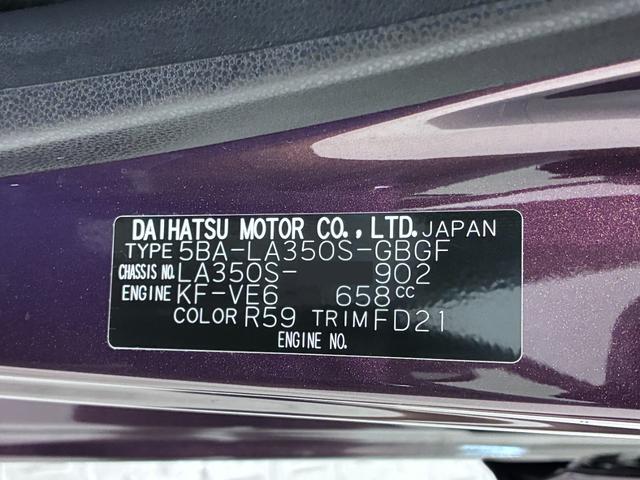 DAIHATSU MOTOR CO., LTD. JAPAN
TYPE 5BA-LA350S-GBGF
CHASSIS NO. LA350S- 902
ENGINE KF-VE6 658cc
COLOR R59 TRIM FD21
ENGINE NO.